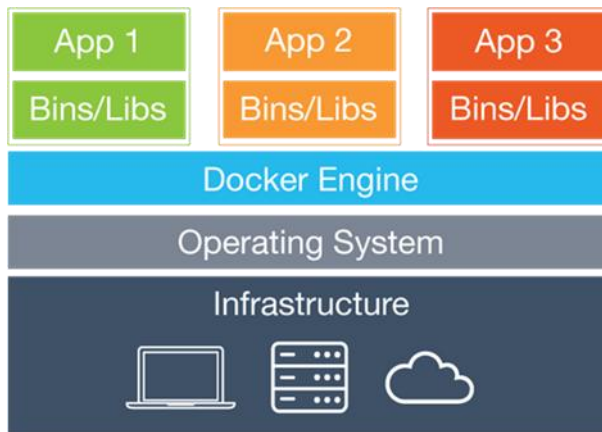 App 1
App 2
App 3
Bins/Libs
Bins/Libs
Bins/Libs
Docker Engine
Operating System
Infrastructure